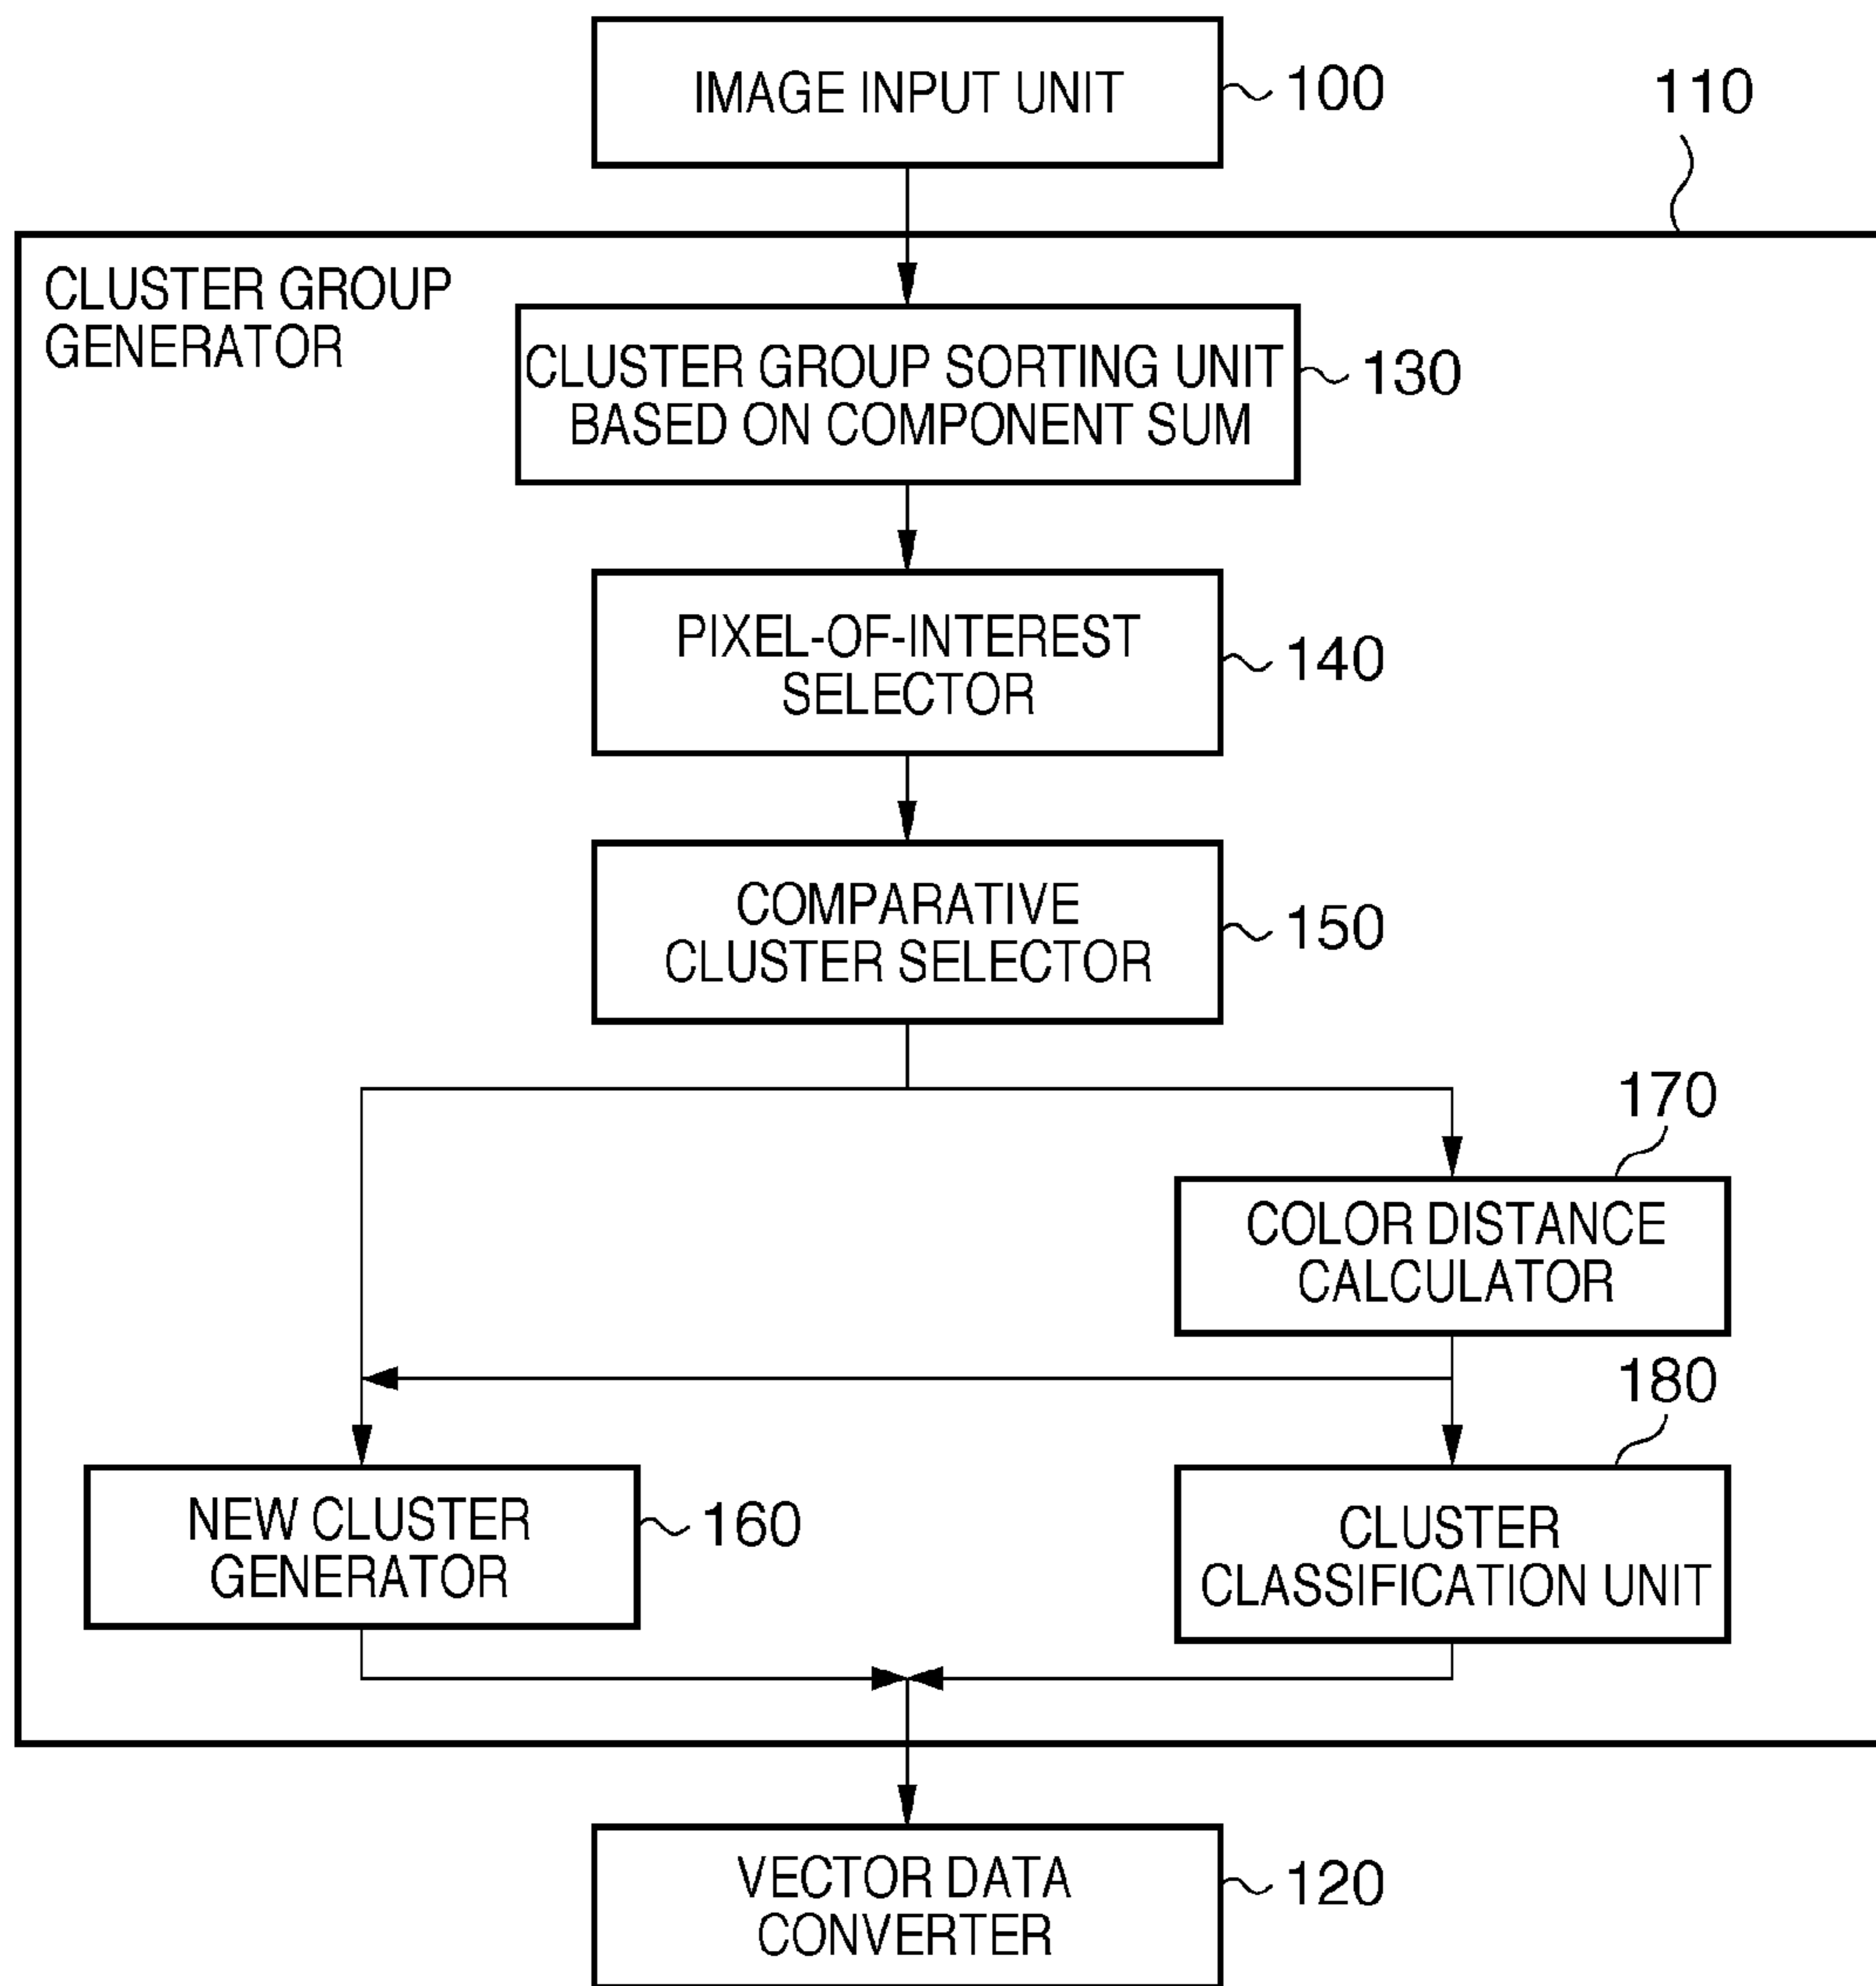 IMAGE INPUT UNIT
100
110
CLUSTER GROUP
GENERATOR
CLUSTER GROUP SORTING UNIT
BASED ON COMPONENT SUM
130
PIXEL-OF-INTEREST
SELECTOR
140
COMPARATIVE
CLUSTER SELECTOR
150
170
COLOR DISTANCE
CALCULATOR
180
NEW CLUSTER
GENERATOR
160
CLUSTER
CLASSIFICATION UNIT
VECTOR DATA
CONVERTER
120